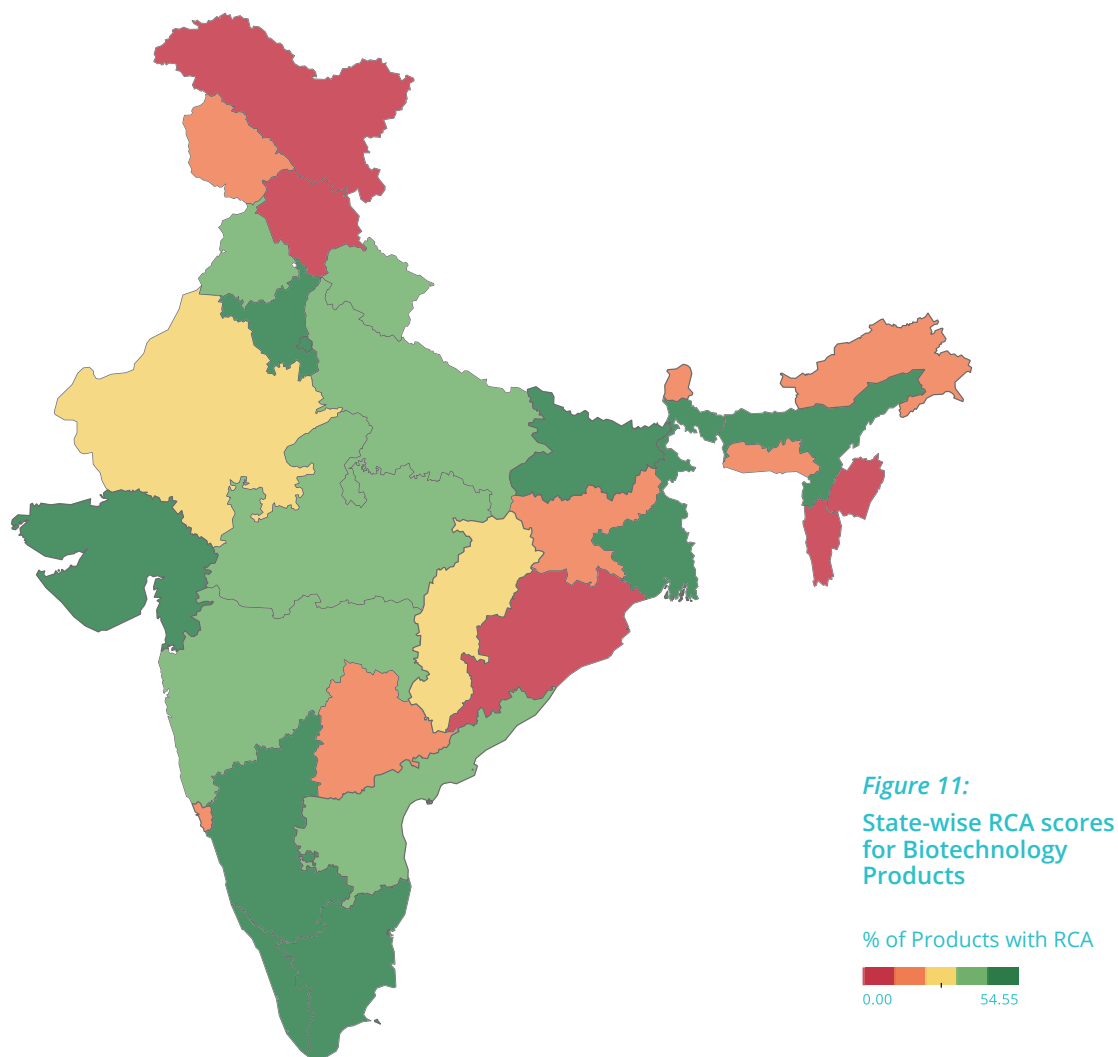 Figure 11:
State-wise RCA scores
for Biotechnology
Products
% of Products with RCA
0.00 54.55